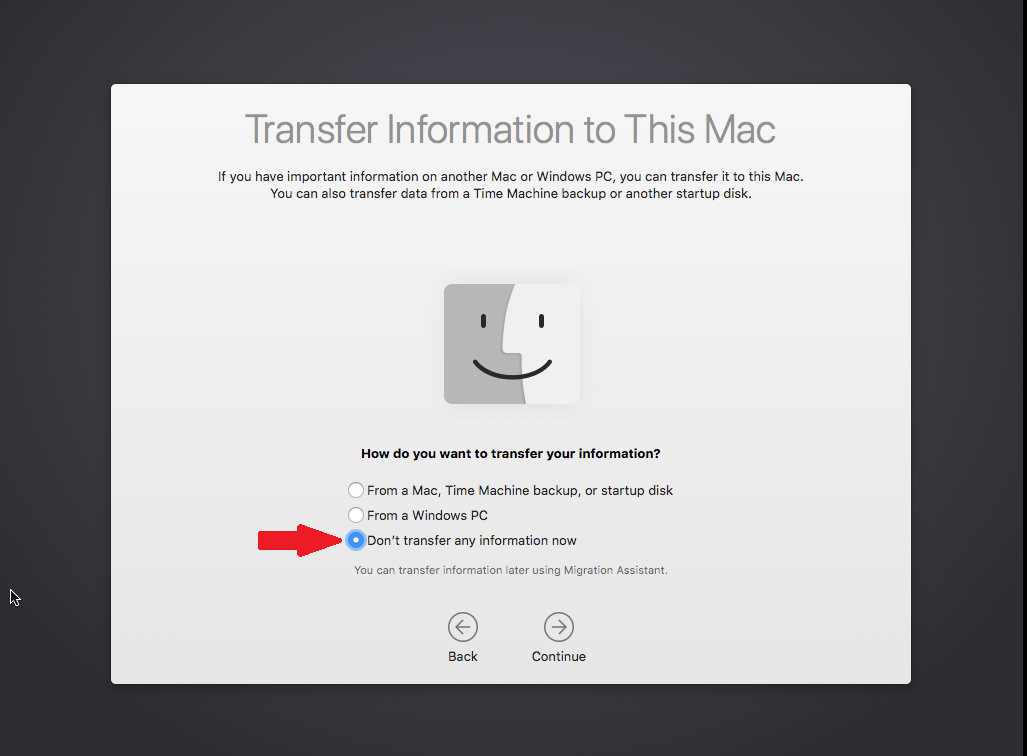 Transfer Information to This Mac
If you have important information on another Mac or Windows PC, you can transfer it to this Mac.
You can also transfer data from a Time Machine backup or another startup disk.
How do you want to transfer your information?
From a Mac, Time Machine backup, or startup disk
From a Windows PC
Don’t transfer any information now
You can transfer information later using Migration Assistant.
Back
Continue